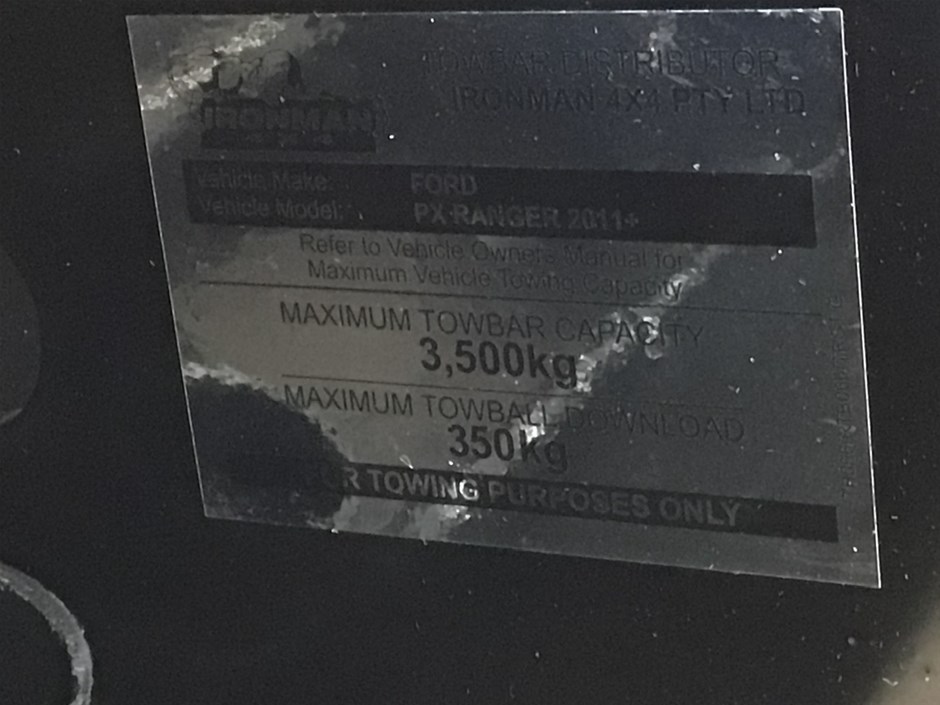 TOWBAR DISTRIBUTOR
IRONMAN 4X4 PTY LTD
IRONMAN
Vehicle Make: FORD
Vehicle Model: PX-RANGER 2011+
Refer to Vehicle Owners Manual for
Maximum Vehicle Towing Capacity
MAXIMUM TOWBAR CAPACITY
3,500kg
MAXIMUM TOWBALL DOWNLOAD
350kg
TOWING PURPOSES ONLY